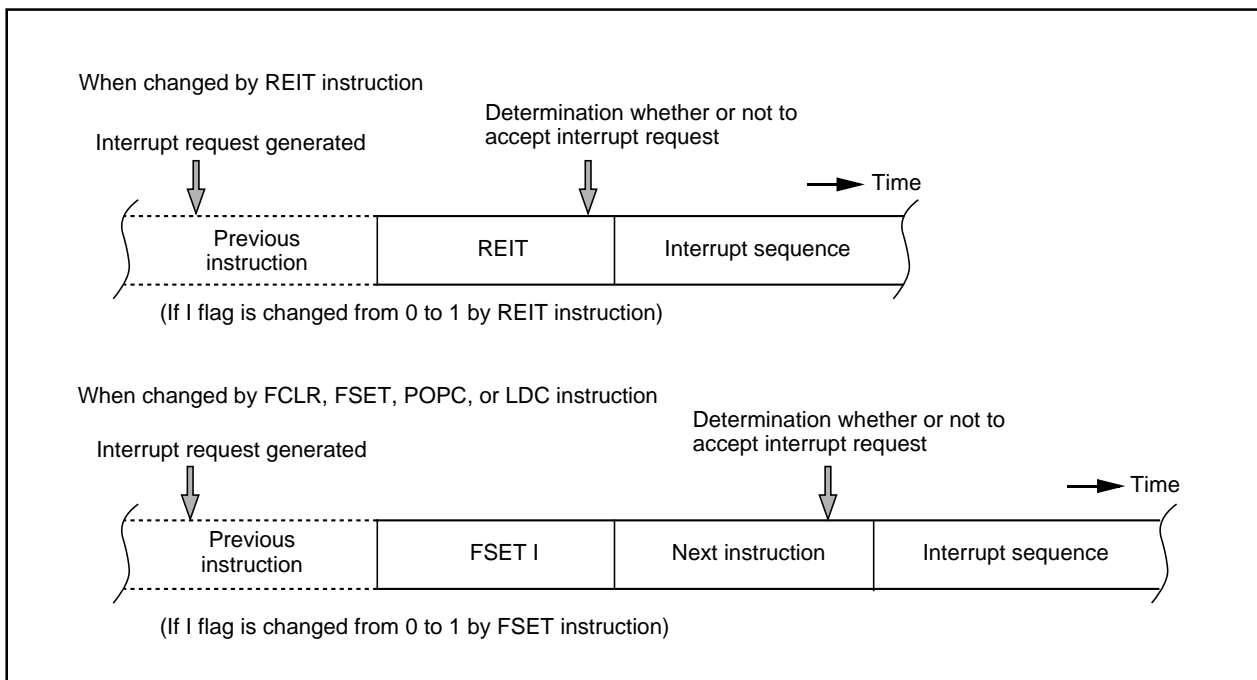 When changed by REIT instruction
Interrupt request generated
Determination whether or not to
accept interrupt request
Time
Previous
instruction
REIT
Interrupt sequence
(If I flag is changed from 0 to 1 by REIT instruction)
When changed by FCLR, FSET, POPC, or LDC instruction
Interrupt request generated
Determination whether or not to
accept interrupt request
Time
Previous
instruction
FSET I
Next instruction
Interrupt sequence
(If I flag is changed from 0 to 1 by FSET instruction)